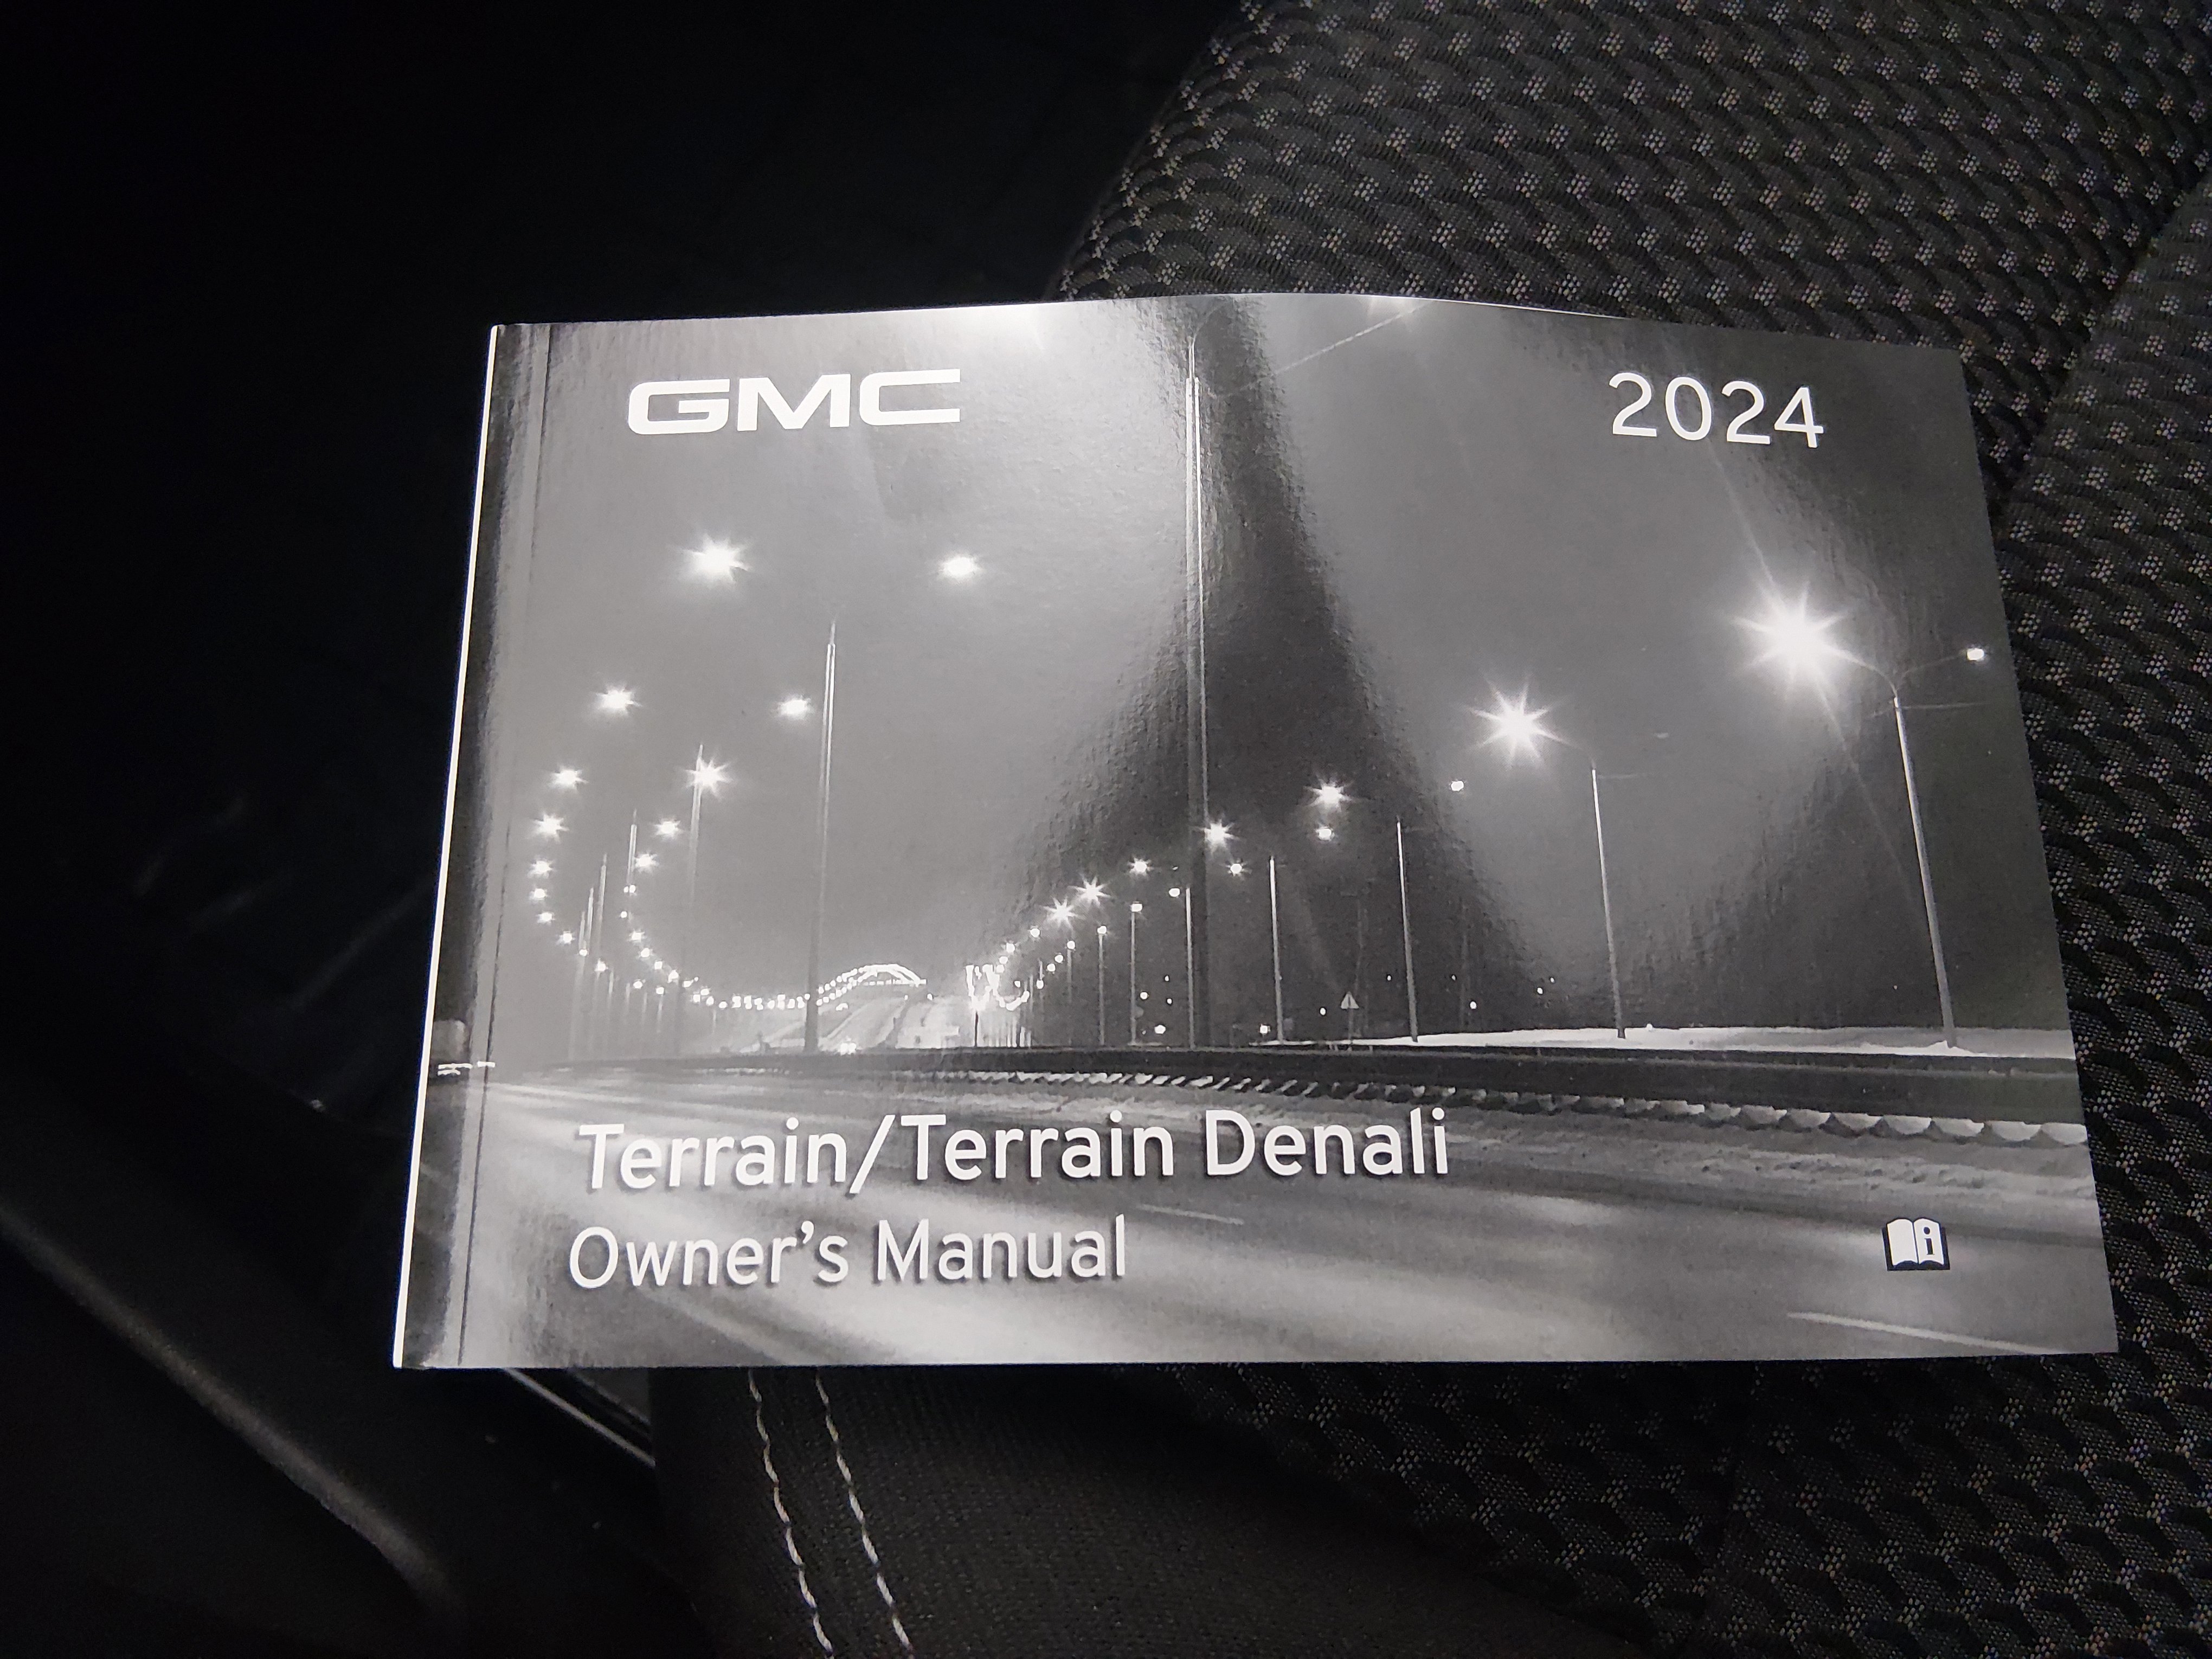 GMC
2024
Terrain/Terrain Denali
Owner's Manual
i